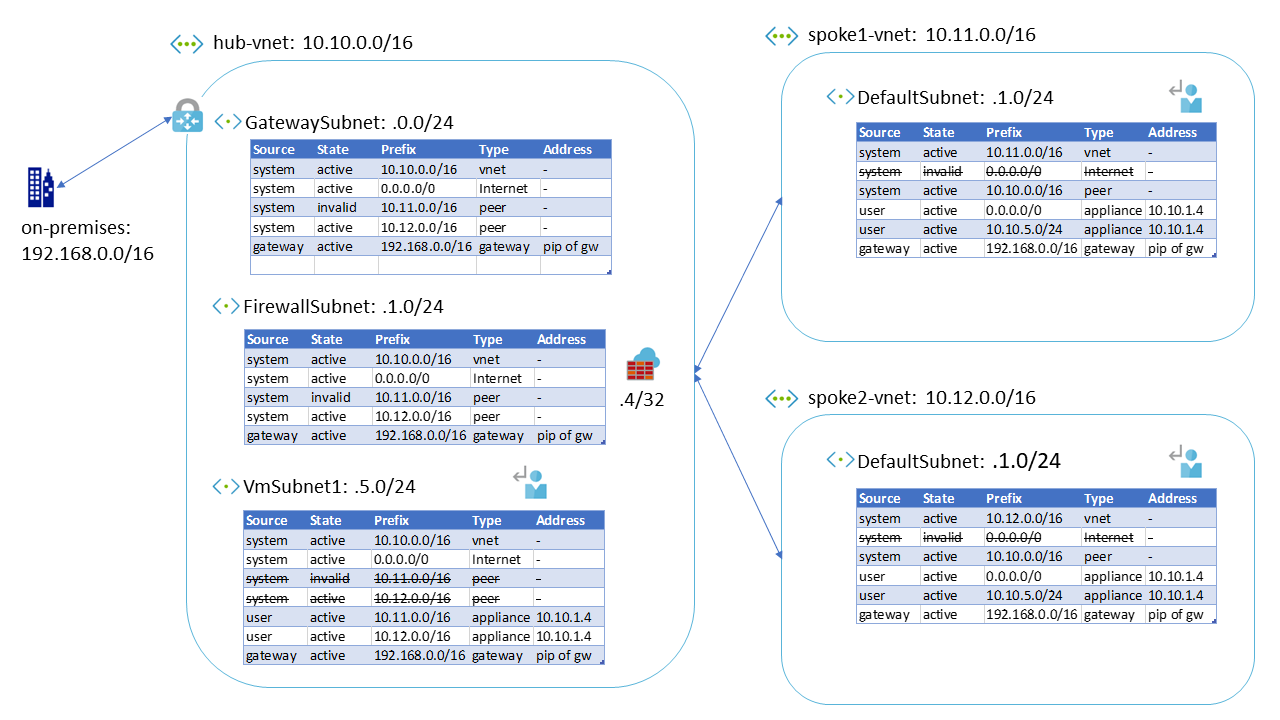 hub-vnet: 10.10.0.0/16
GatewaySubnet: .0.0/24
Source State Prefix Type Address
system active 10.10.0.0/16 vnet -
system active 0.0.0.0/0 Internet -
system invalid 10.11.0.0/16 peer -
system active 10.12.0.0/16 peer -
gateway active 192.168.0.0/16 gateway pip of gw
on-premises:
192.168.0.0/16
FirewallSubnet: .1.0/24
Source State Prefix Type Address
system active 10.10.0.0/16 vnet -
system active 0.0.0.0/0 Internet -
system invalid 10.11.0.0/16 peer -
system active 10.12.0.0/16 peer -
gateway active 192.168.0.0/16 gateway pip of gw
.4/32
VmSubnet1: .5.0/24
Source State Prefix Type Address
system active 10.10.0.0/16 vnet -
system active 0.0.0.0/0 Internet -
system invalid 10.11.0.0/16 peer -
system active 10.12.0.0/16 peer -
user active 10.11.0.0/16 appliance 10.10.1.4
user active 10.12.0.0/16 appliance 10.10.1.4
gateway active 192.168.0.0/16 gateway pip of gw
spoke1-vnet: 10.11.0.0/16
DefaultSubnet: .1.0/24
Source State Prefix Type Address
system active 10.11.0.0/16 vnet -
system invalid 0.0.0.0/0 Internet -
system active 10.10.0.0/16 peer -
user active 0.0.0.0/0 appliance 10.10.1.4
user active 10.10.5.0/24 appliance 10.10.1.4
gateway active 192.168.0.0/16 gateway pip of gw
spoke2-vnet: 10.12.0.0/16
DefaultSubnet: .1.0/24
Source State Prefix Type Address
system active 10.12.0.0/16 vnet -
system invalid 0.0.0.0/0 Internet -
system active 10.10.0.0/16 peer -
user active 0.0.0.0/0 appliance 10.10.1.4
user active 10.10.5.0/24 appliance 10.10.1.4
gateway active 192.168.0.0/16 gateway pip of gw